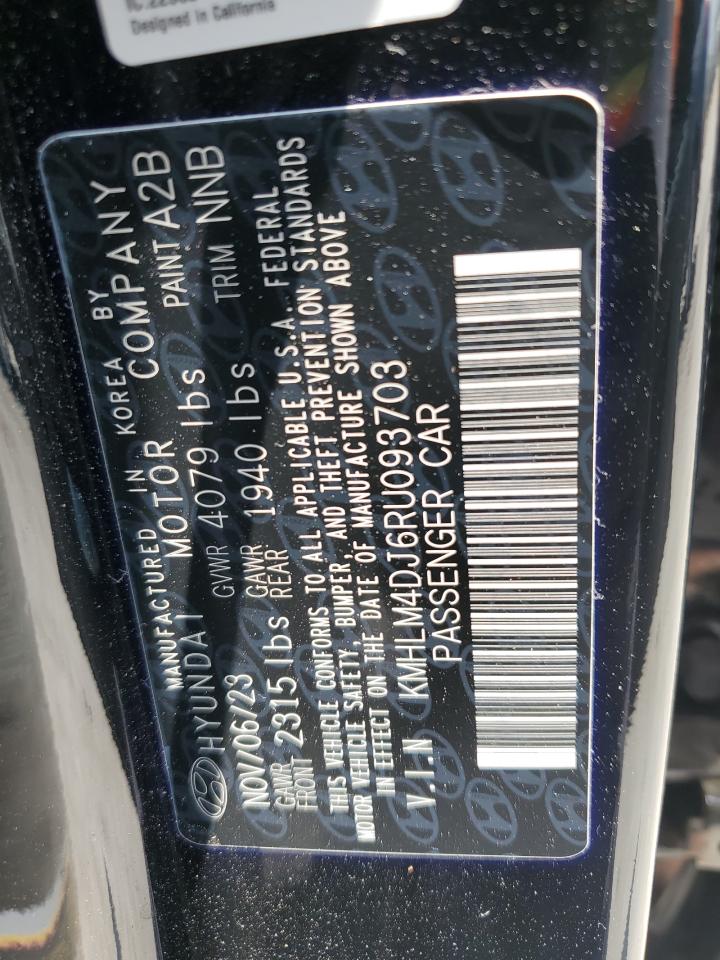 Designed in California
MANUFACTURED IN KOREA BY
HYUNDAI MOTOR COMPANY
NOV/06/23 GVWR 4079 lbs PAINT A2B
GAWR FRONT 2315 lbs GAWR REAR 1940 lbs TRIM NNB
THIS VEHICLE CONFORMS TO ALL APPLICABLE U.S.A. FEDERAL
MOTOR VEHICLE SAFETY, BUMPER, AND THEFT PREVENTION STANDARDS
IN EFFECT ON THE DATE OF MANUFACTURE SHOWN ABOVE
V.I.N KMHLM4DJ6RU093703
PASSENGER CAR